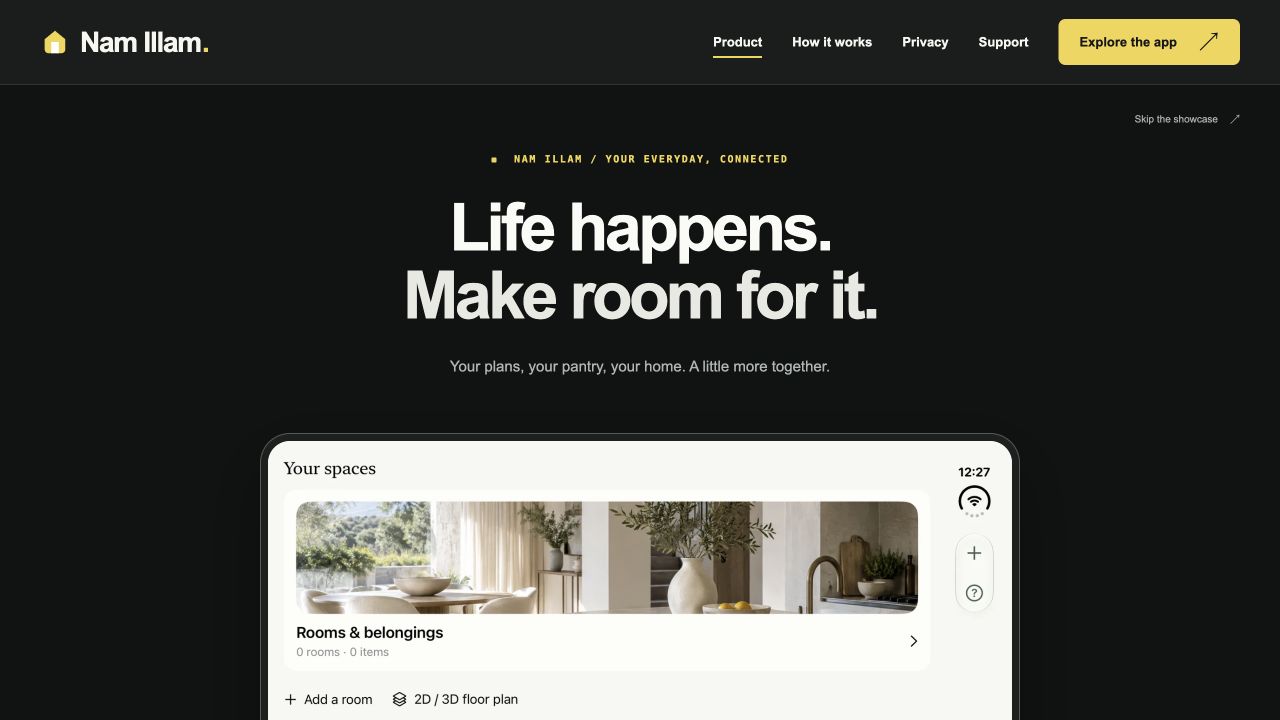 Nam Illam.
Product
How it works
Privacy
Support
Explore the app
Skip the showcase
NAM ILLAM / YOUR EVERYDAY, CONNECTED
Life happens.
Make room for it.
Your plans, your pantry, your home. A little more together.
Your spaces
12:27
Rooms & belongings
0 rooms · 0 items
Add a room
2D / 3D floor plan